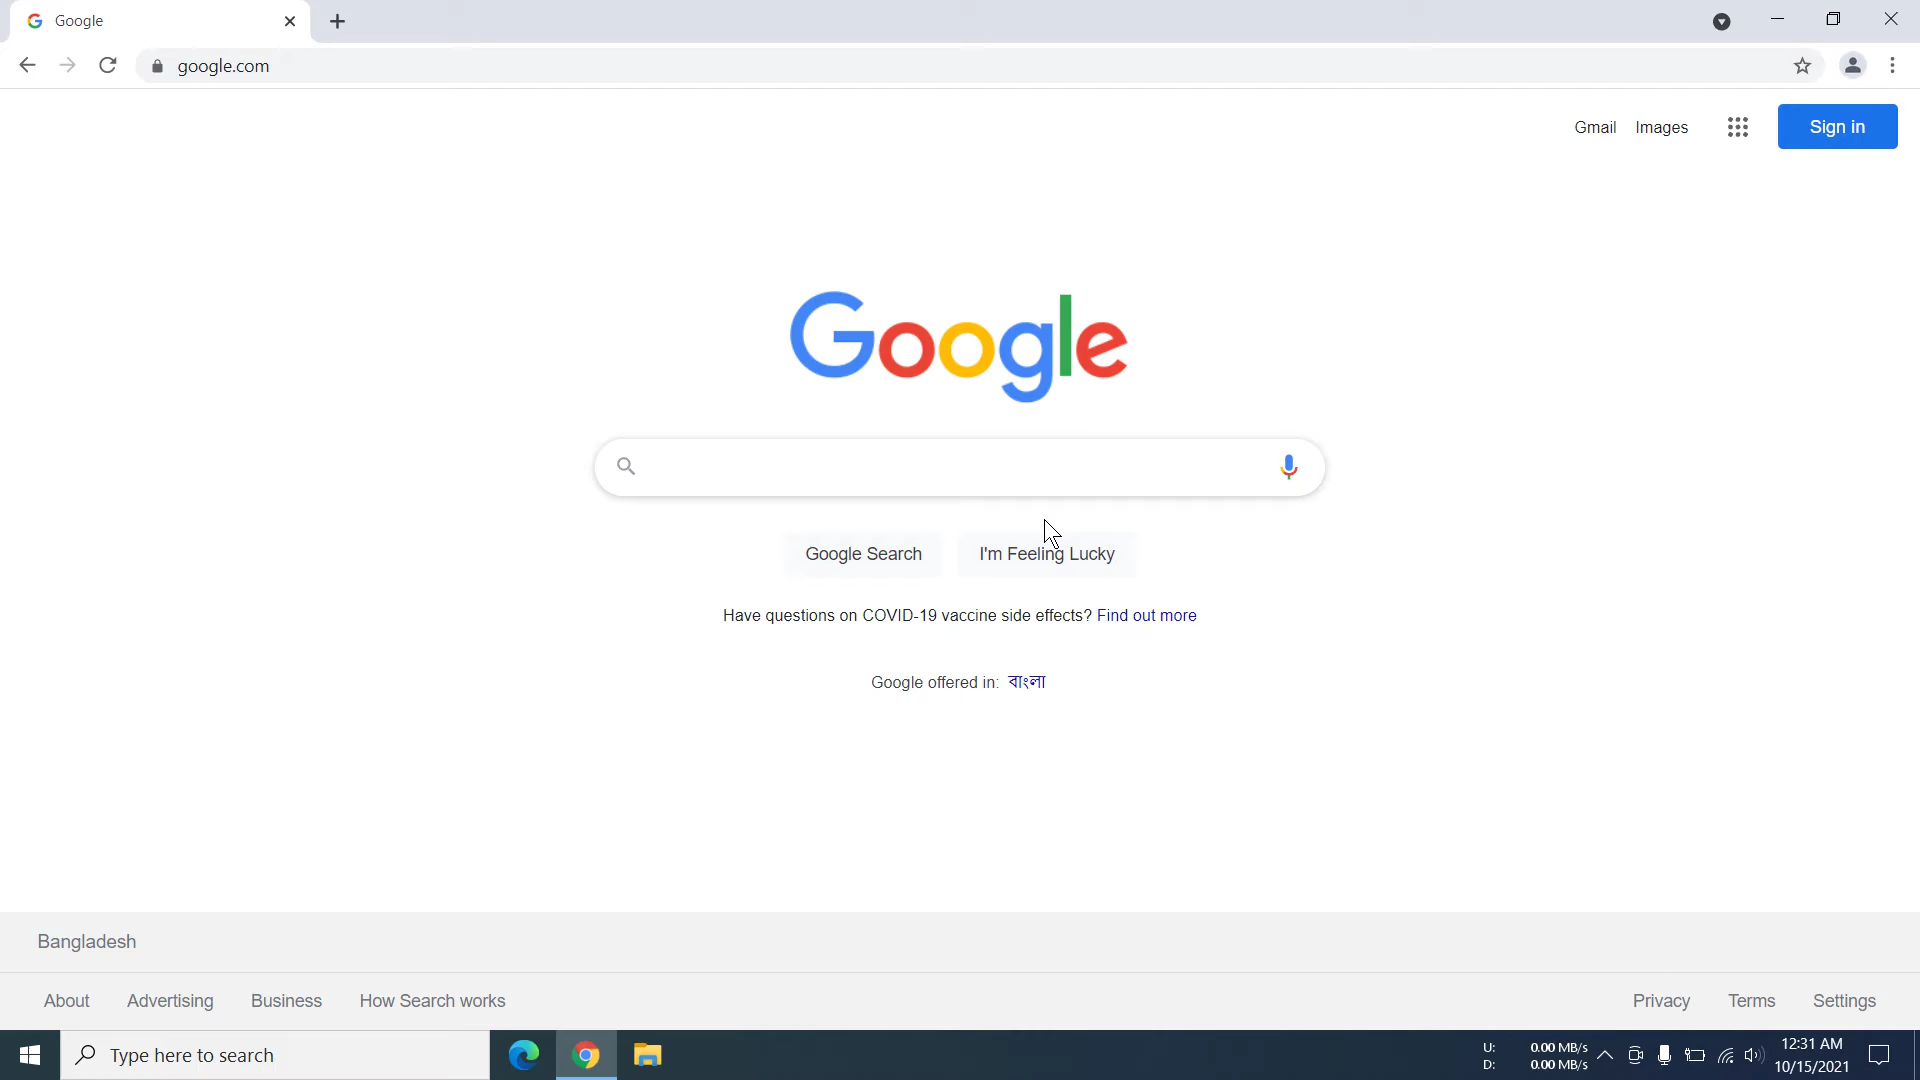 Google
google.com
Gmail Images Sign in
Google
Google Search I'm Feeling Lucky
Have questions on COVID-19 vaccine side effects? Find out more
Google offered in: বাংলা
Bangladesh
About Advertising Business How Search works Privacy Terms Settings
Type here to search
U: 0.00 MB/s
D: 0.00 MB/s
12:31 AM
10/15/2021